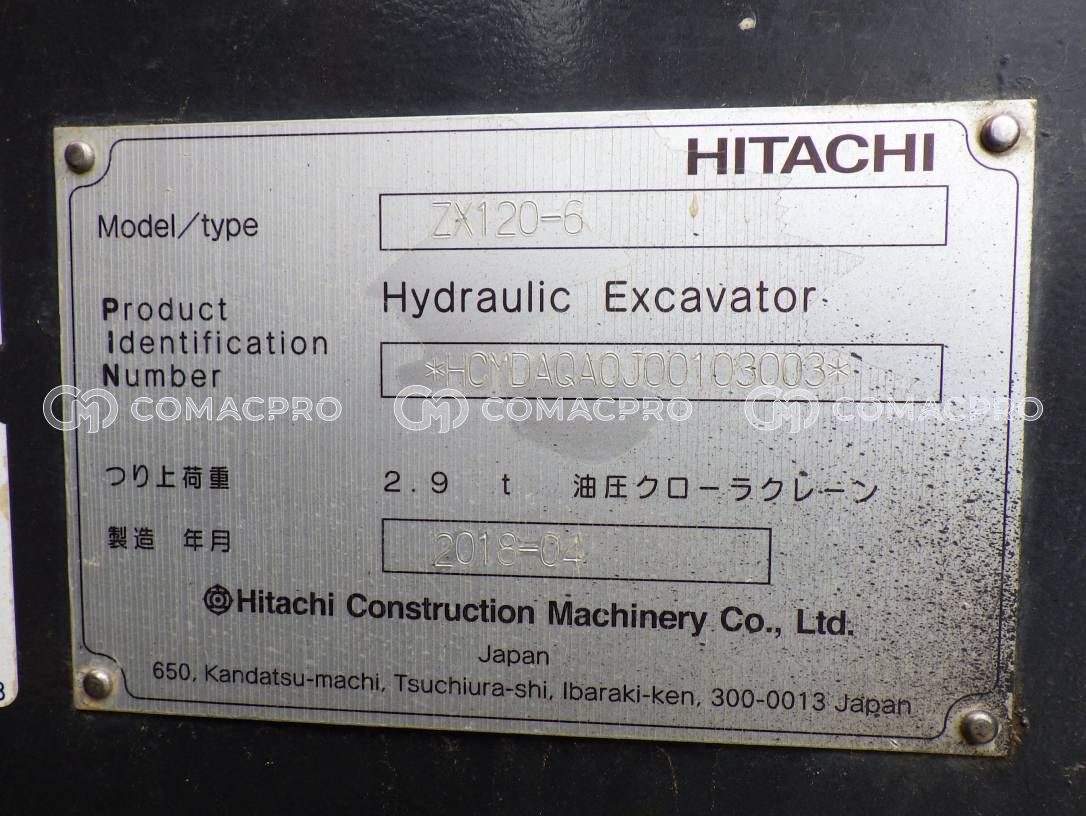 HITACHI
Model/type ZX120-6
Hydraulic Excavator
Product
Identification
Number
*HCMDAQA0J00103003*
COMACPRO COMACPRO COMACPRO
つり上荷重 2.9 t 油圧クローラクレーン
製造 年月 2018-04
Hitachi Construction Machinery Co., Ltd.
Japan
650, Kandatsu-machi, Tsuchiura-shi, Ibaraki-ken, 300-0013 Japan